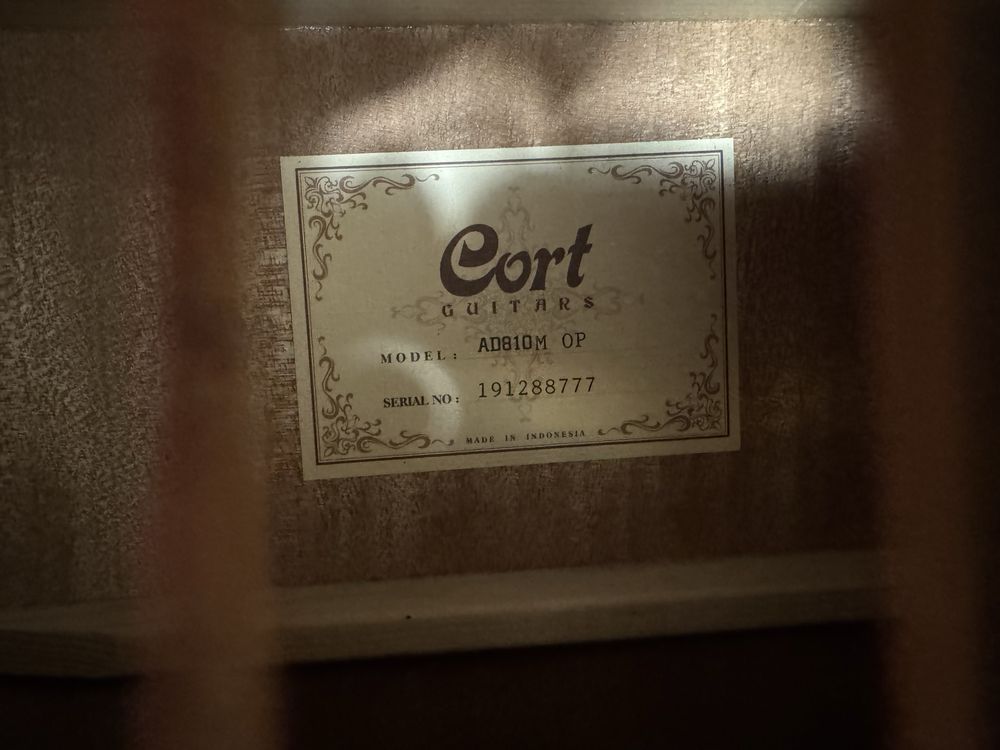 Cort
GUITARS
MODEL : AD810M OP
SERIAL NO : 191288777
MADE IN INDONESIA